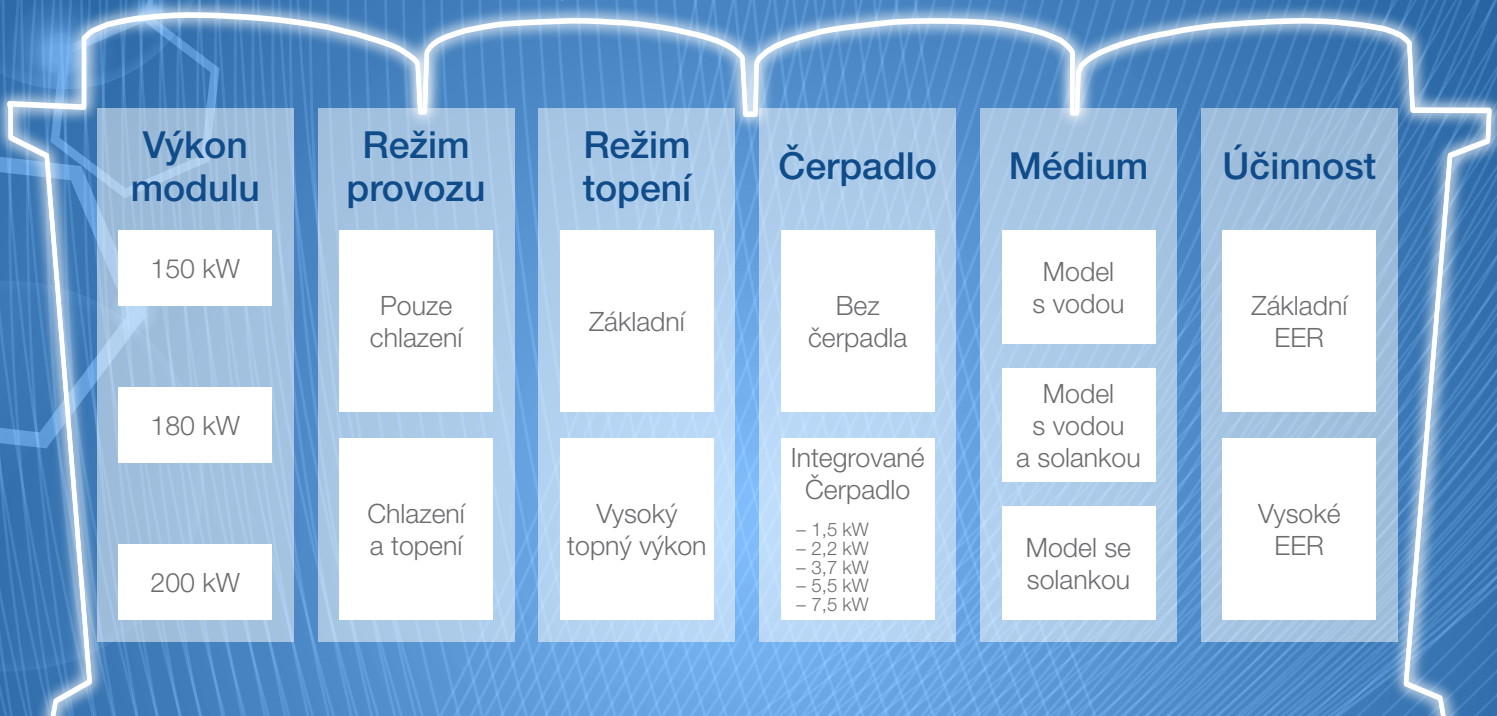 Výkon
modulu
150 kW
180 kW
200 kW
Režim
provozu
Pouze
chlazení
Chlazení
a topení
Režim
topení
Základní
Vysoký
topný výkon
Čerpadlo
Bez
čerpadla
Integrované
Čerpadlo
– 1,5 kW
– 2,2 kW
– 3,7 kW
– 5,5 kW
– 7,5 kW
Médium
Model
s vodou
Model
s vodou
a solankou
Model se
solankou
Účinnost
Základní
EER
Vysoké
EER